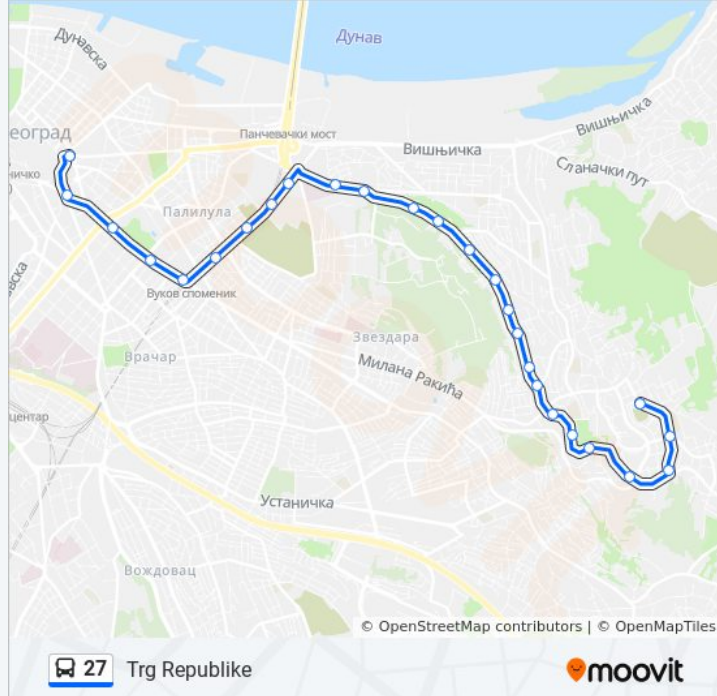 Дунавска
Дунав
еоград
Панчевачки мост
Вишњичка
Вишњичка
ничко
Сланачки пут
Палилула
Вуков споменик
Звездара
Врачар
Милана Ракића
центар
Устаничка
Вождовац
© OpenStreetMap contributors | © OpenMapTiles
27 Trg Republike
moovit